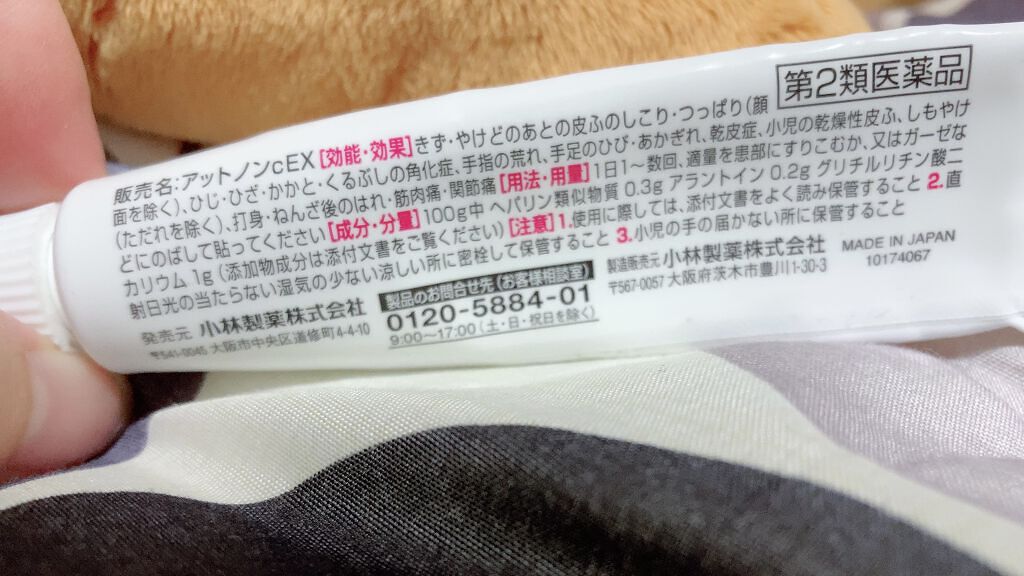 第2類医薬品
販売名:アットノンcEX [効能・効果]きず・やけどのあとの皮ふのしこり・つっぱり(顔
面を除く)、ひじ・ひざ・かかと・くるぶしの角化症、手指の荒れ、手足のひび・あかぎれ、乾皮症、小児の乾燥性皮ふ、しもやけ
(ただれを除く)、打身・ねんざ後のはれ・筋肉痛・関節痛[用法・用量]1日1〜数回、適量を患部にすりこむか、又はガーゼな
どにのばして貼ってください[成分・分量]100g中 ヘパリン類似物質 0.3g アラントイン 0.2g グリチルリチン酸二
カリウム 1g(添加物成分は添付文書をご覧ください)[注意]1.使用に際しては、添付文書をよく読み保管すること 2.直
射日光の当たらない湿気の少ない涼しい所に密栓して保管すること 3.小児の手の届かない所に保管すること
発売元 小林製薬株式会社
〒541-0045 大阪市中央区道修町4-4-10
製品のお問合せ先(お客様相談室)
0120-5884-01
9:00〜17:00(土・日・祝日を除く)
製造販売元 小林製薬株式会社
〒567-0057 大阪府茨木市豊川1-30-3
MADE IN JAPAN
10174067